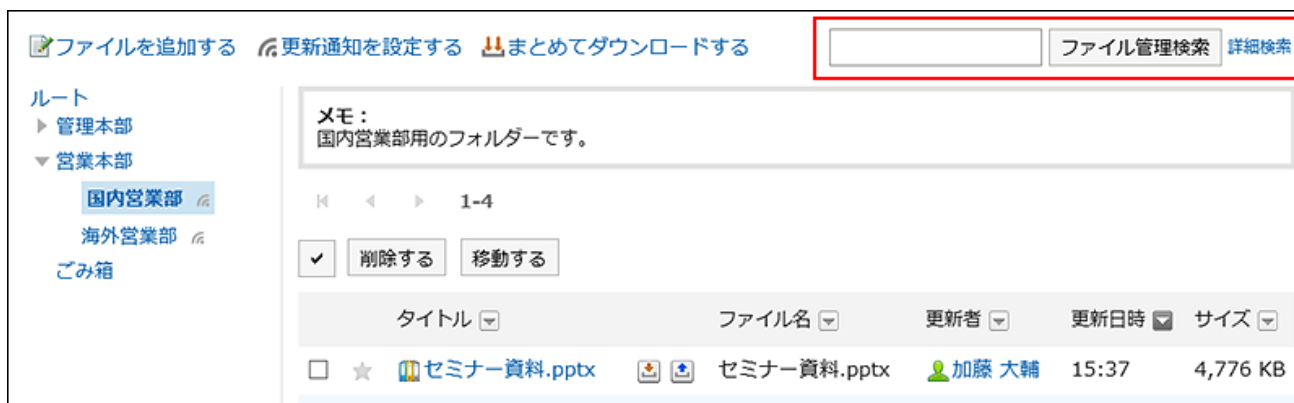 ファイルを追加する 更新通知を設定する まとめてダウンロードする ファイル管理検索 詳細検索
ルート
管理本部
営業本部
国内営業部
海外営業部
ごみ箱
メモ：
国内営業部用のフォルダーです。
1-4
削除する 移動する
タイトル ファイル名 更新者 更新日時 サイズ
セミナー資料.pptx セミナー資料.pptx 加藤 大輔 15:37 4,776 KB